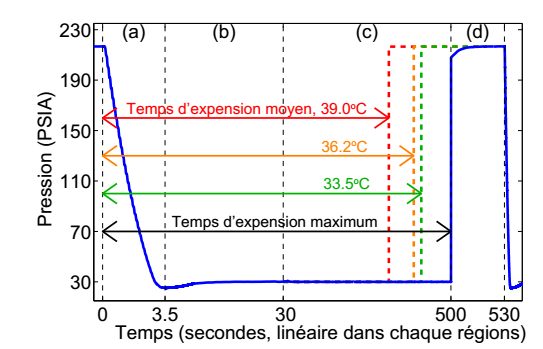 (a) (b) (c) (d)
230
190
150
110
70
30
Pression (PSIA)
Temps d'expension moyen, 39.0°C
36.2°C
33.5°C
Temps d'expension maximum
0 3.5 30 500 530
Temps (secondes, linéaire dans chaque régions)